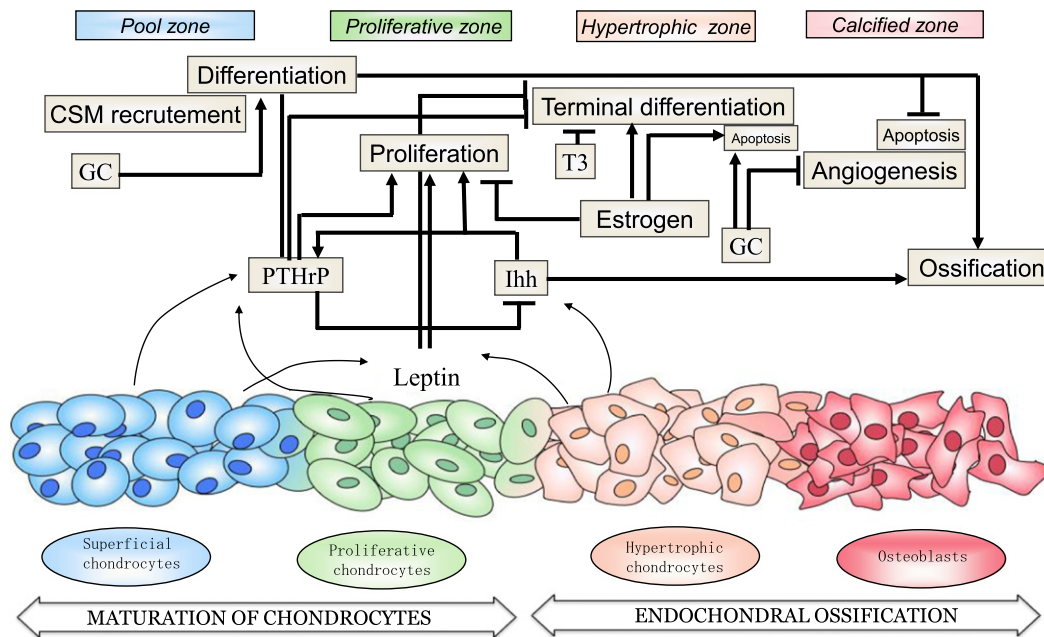 Pool zone
Proliferative zone
Hypertrophic zone
Calcified zone
Differentiation
CSM recrutement
Terminal differentiation
Apoptosis
Apoptosis
Proliferation
T3
Angiogenesis
GC
Estrogen
GC
PTHrP
Ihh
Ossification
Leptin
Superficial
chondrocytes
Proliferative
chondrocytes
Hypertrophic
chondrocytes
Osteoblasts
MATURATION OF CHONDROCYTES
ENDOCHONDRAL OSSIFICATION